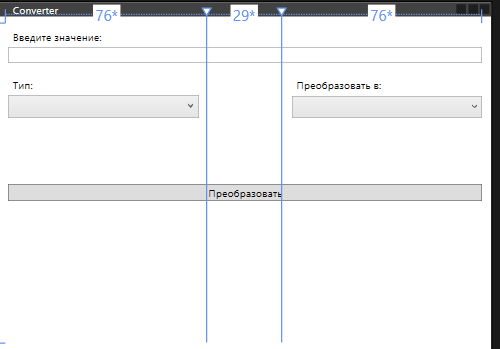 Converter
76* 29* 76*
Введите значение:
Тип: Преобразовать в:
Преобразовать